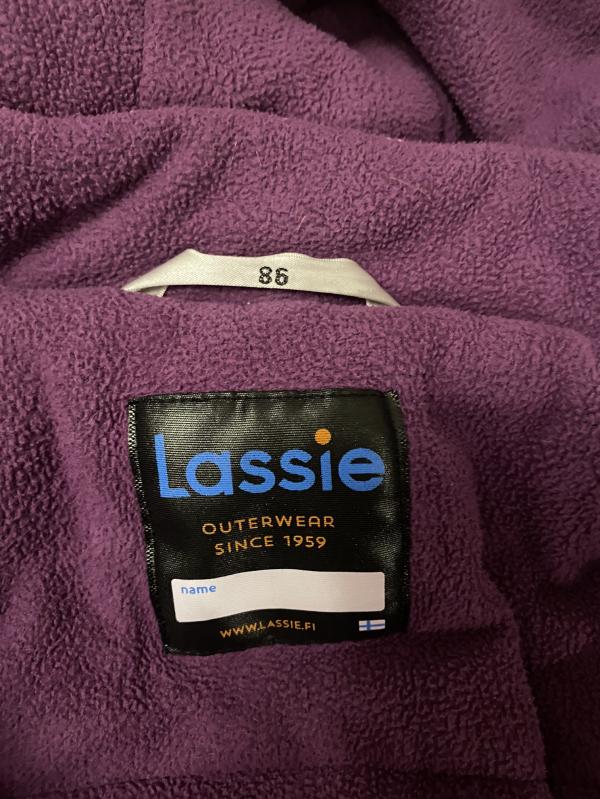 86
Lassie
OUTERWEAR
SINCE 1959
name
WWW.LASSIE.FI